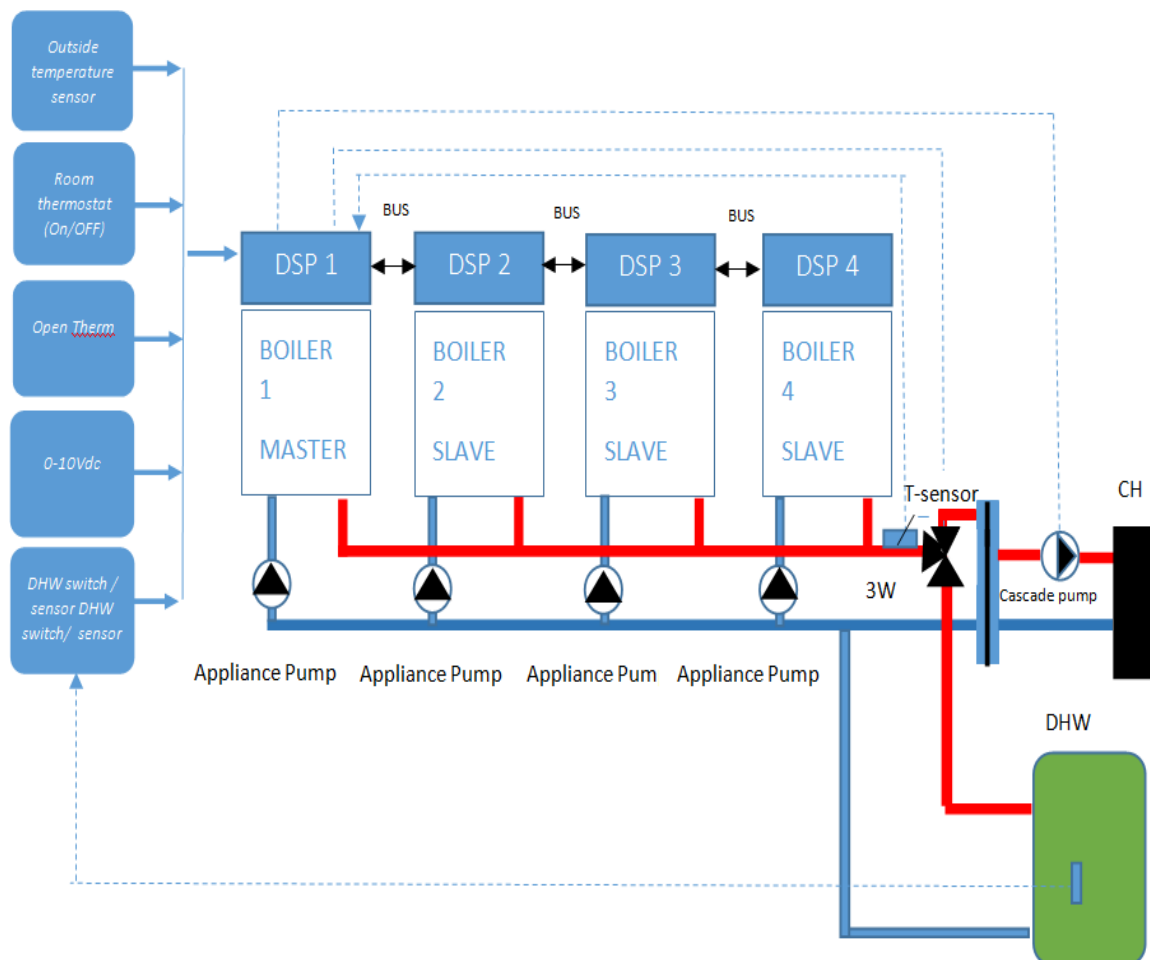 Outside
temperature
sensor
Room
thermostat
(On/OFF)
Open Therm
0-10Vdc
DHW switch /
sensor DHW
switch/ sensor
BUS
BUS
BUS
DSP 1
DSP 2
DSP 3
DSP 4
BOILER
1
MASTER
BOILER
2
SLAVE
BOILER
3
SLAVE
BOILER
4
SLAVE
T-sensor
CH
3W
Cascade pump
Appliance Pump
Appliance Pump
Appliance Pum
Appliance Pump
DHW